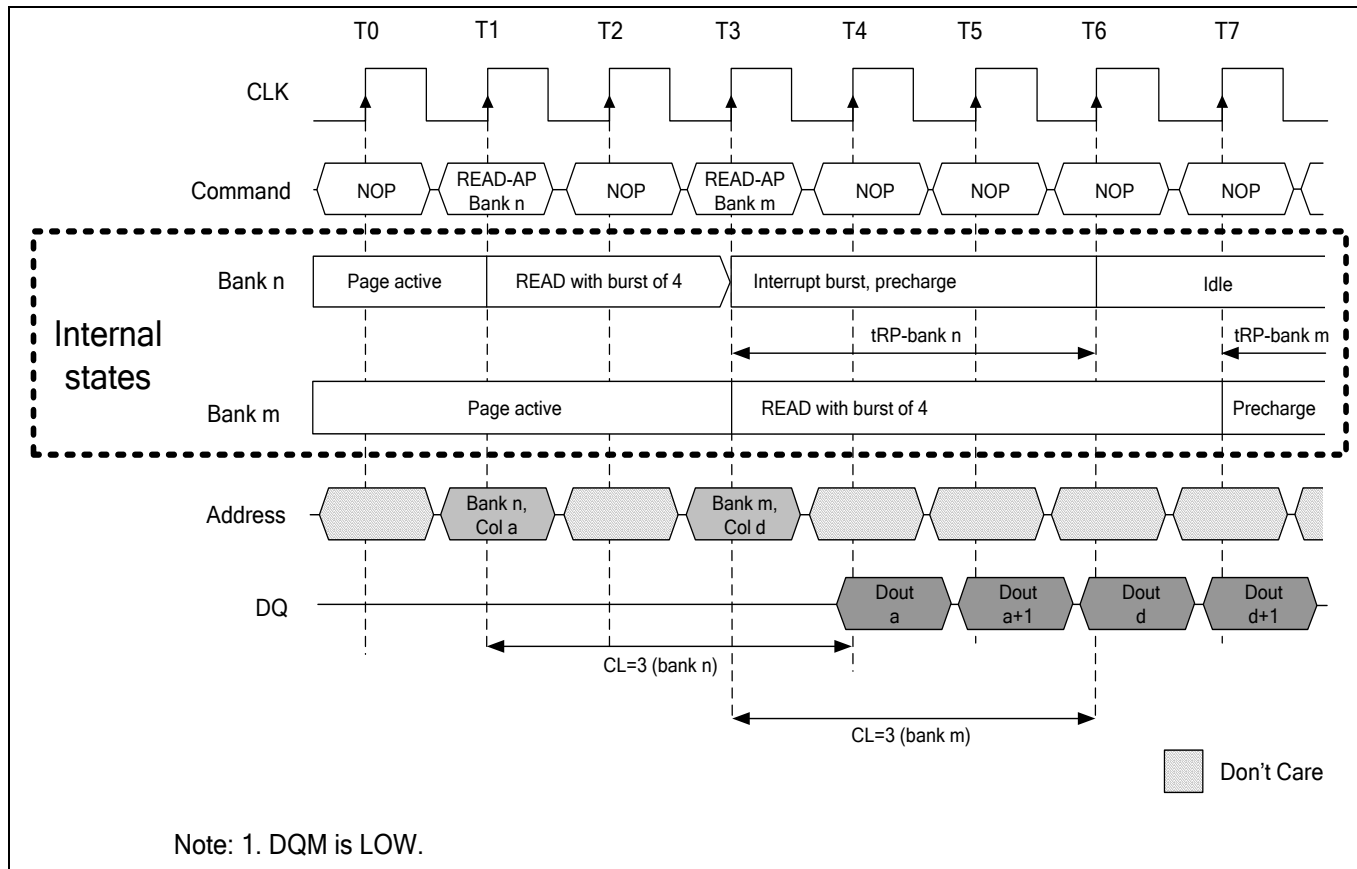 T0 T1 T2 T3 T4 T5 T6 T7
CLK
Command
NOP
READ-AP
Bank n
NOP
READ-AP
Bank m
NOP
NOP
NOP
NOP
Internal
states
Bank n
Page active
READ with burst of 4
Interrupt burst, precharge
Idle
tRP-bank n
tRP-bank m
Bank m
Page active
READ with burst of 4
Precharge
Address
Bank n,
Col a
Bank m,
Col d
DQ
Dout
a
Dout
a+1
Dout
d
Dout
d+1
CL=3 (bank n)
CL=3 (bank m)
Don't Care
Note: 1. DQM is LOW.